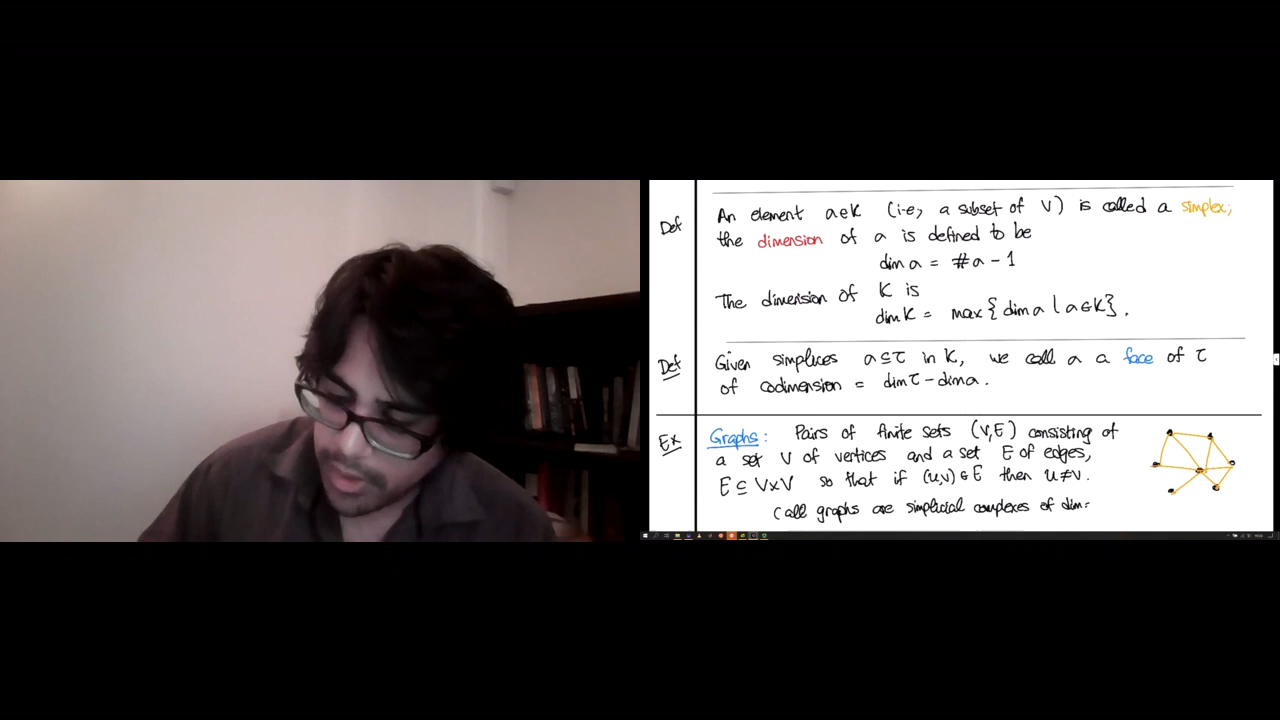 Def An element a∈K (i.e, a subset of V) is called a simplex;
the dimension of a is defined to be
dim a = #a - 1
The dimension of K is
dim K = max{ dim a | a∈K}.
Def Given simplices a⊆τ in K, we call a a face of τ
of codimension = dim τ - dim a.
Ex Graphs: Pairs of finite sets (V,E) consisting of
a set V of vertices and a set E of edges,
E ⊆ V×V so that if (u,v)∈E then u≠v.
(all graphs are simplicial complexes of dim=